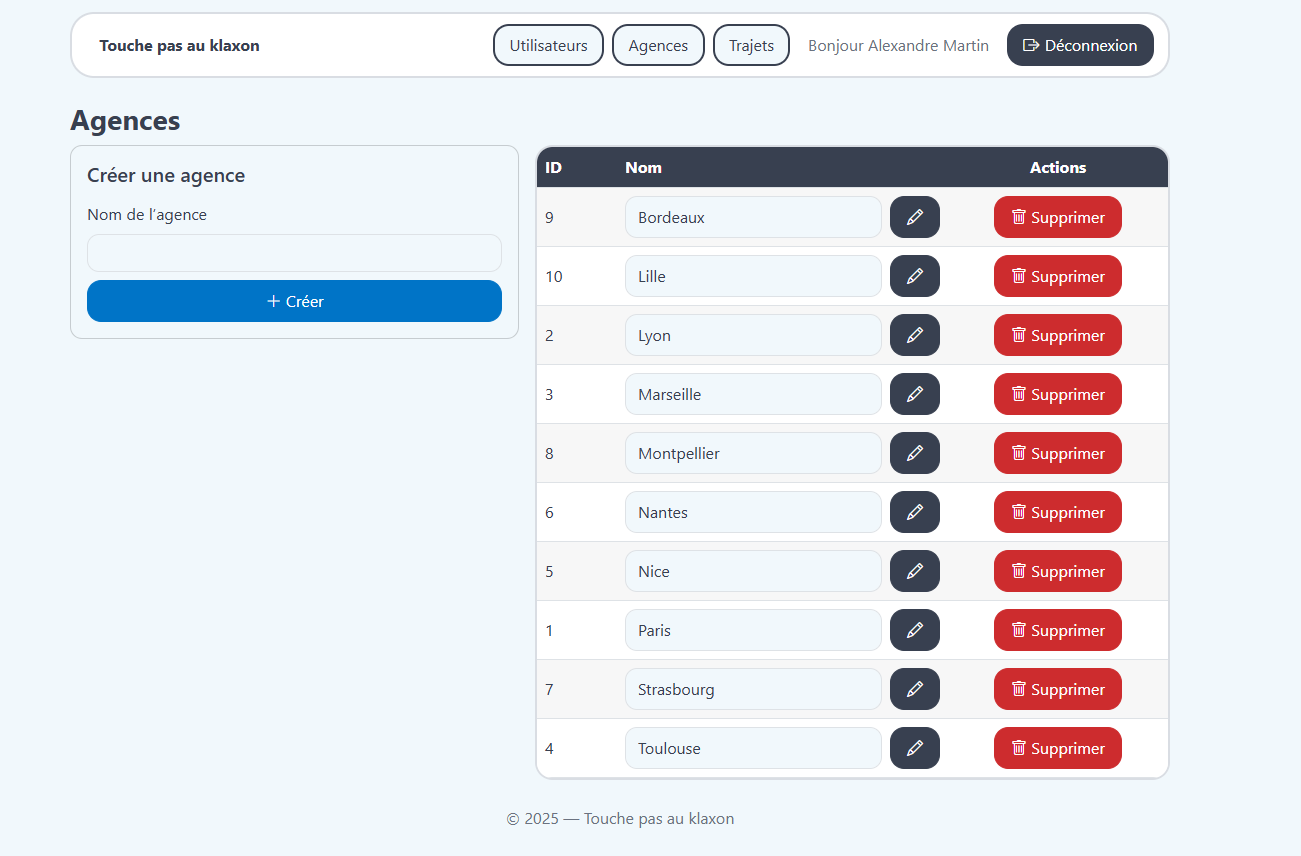 Touche pas au klaxon Utilisateurs Agences Trajets Bonjour Alexandre Martin Déconnexion
Agences
Créer une agence
Nom de l'agence
+ Créer
ID Nom Actions
9 Bordeaux Supprimer
10 Lille Supprimer
2 Lyon Supprimer
3 Marseille Supprimer
8 Montpellier Supprimer
6 Nantes Supprimer
5 Nice Supprimer
1 Paris Supprimer
7 Strasbourg Supprimer
4 Toulouse Supprimer
© 2025 — Touche pas au klaxon